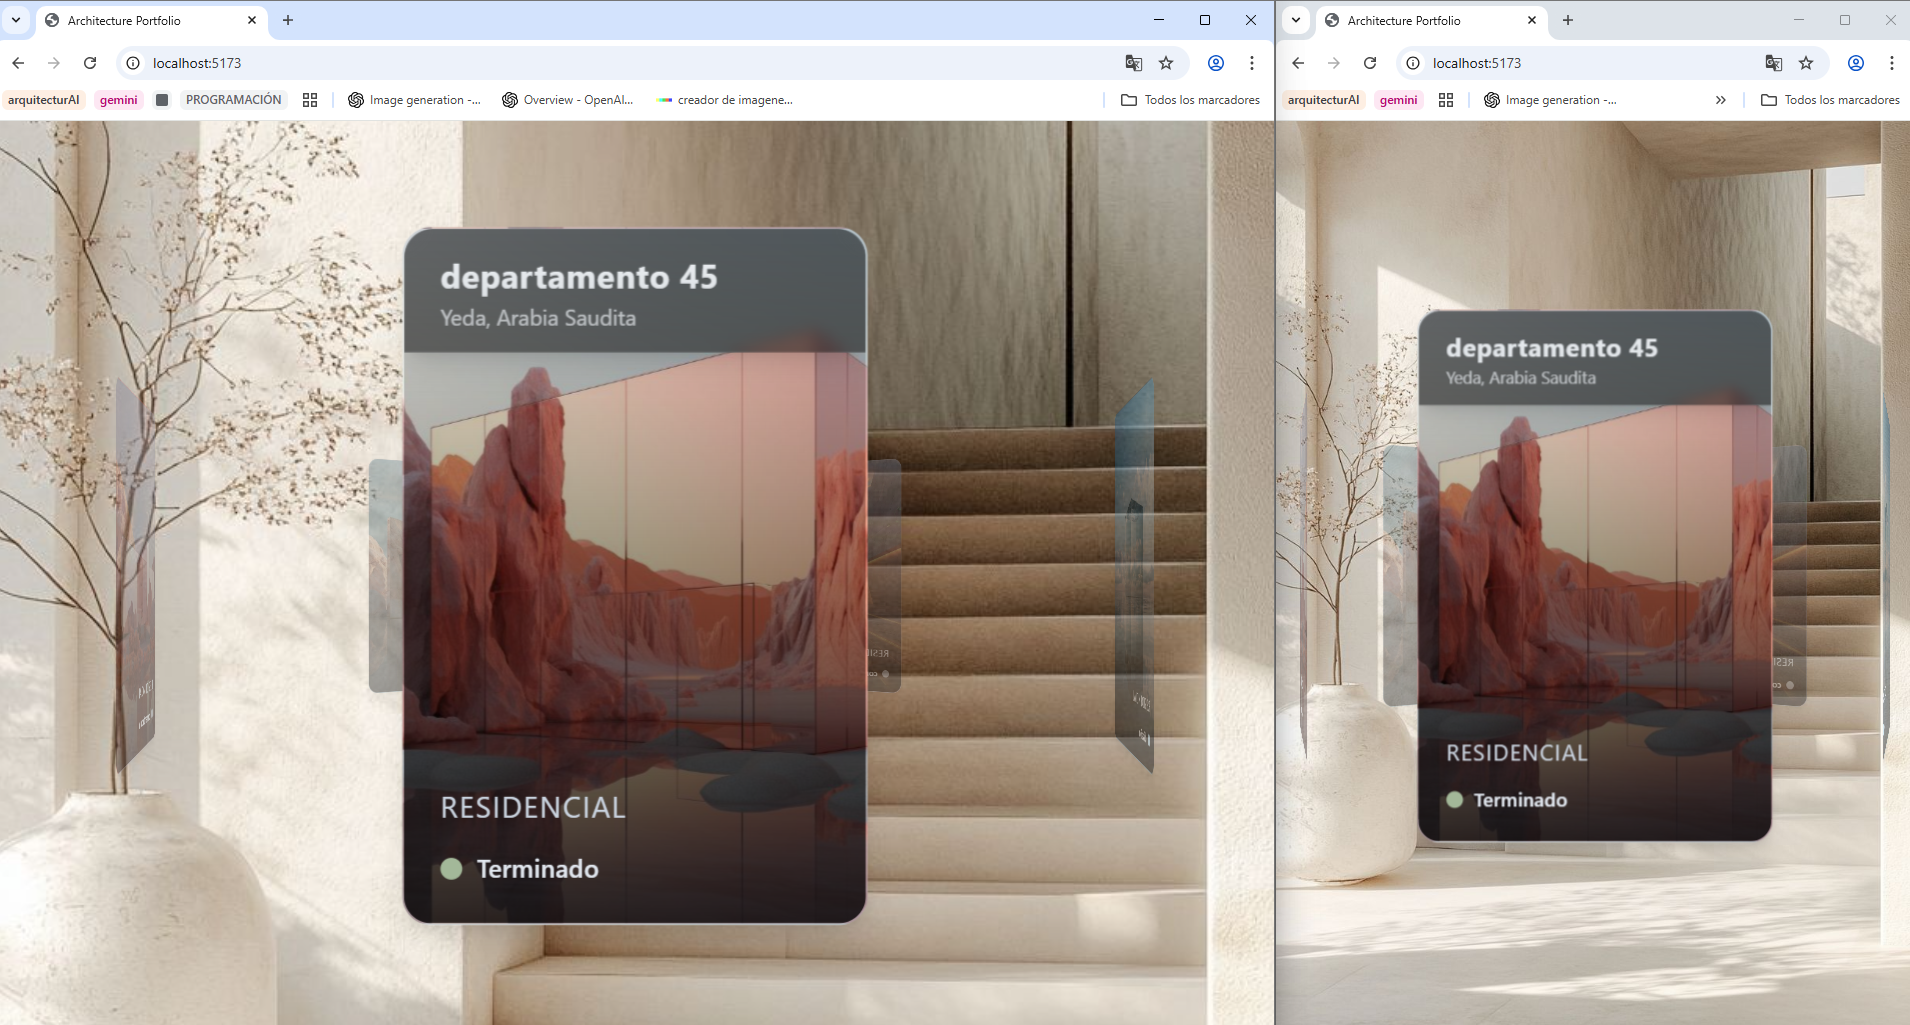 Architecture Portfolio
localhost:5173
arquitecturAI
gemini
PROGRAMACIÓN
Image generation -...
Overview - OpenAI...
creador de imagene...
Todos los marcadores
departamento 45
Yeda, Arabia Saudita
RESIDENCIAL
Terminado
Architecture Portfolio
localhost:5173
arquitecturAI
gemini
Image generation -...
Todos los marcadores
departamento 45
Yeda, Arabia Saudita
RESIDENCIAL
Terminado